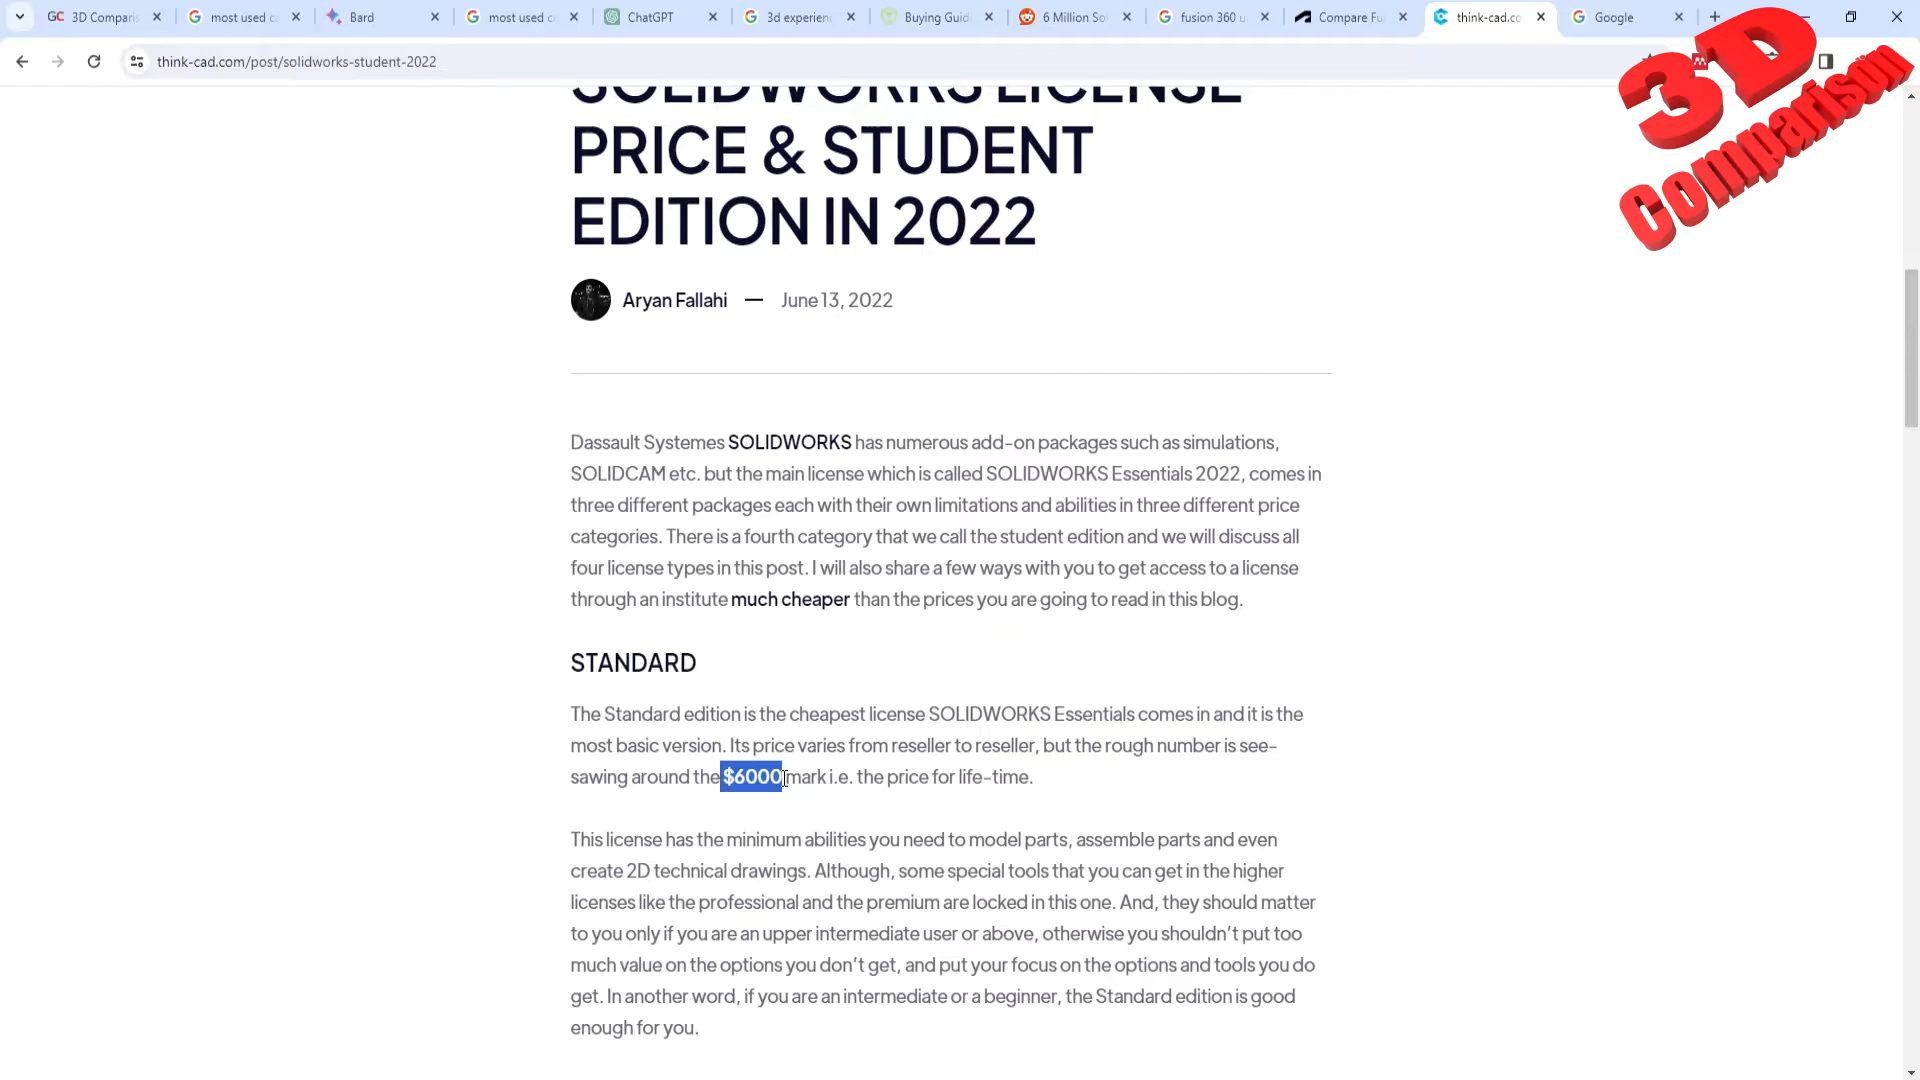 3D Comparis
most used c
Bard
most used c
ChatGPT
3d experien
Buying Guid
6 Million So
fusion 360 u
Compare Fu
think-cad.co
Google
think-cad.com/post/solidworks-student-2022
3D
Comparison
SOLIDWORKS LICENSE
PRICE & STUDENT
EDITION IN 2022
Aryan Fallahi — June 13, 2022
Dassault Systemes SOLIDWORKS has numerous add-on packages such as simulations,
SOLIDCAM etc. but the main license which is called SOLIDWORKS Essentials 2022, comes in
three different packages each with their own limitations and abilities in three different price
categories. There is a fourth category that we call the student edition and we will discuss all
four license types in this post. I will also share a few ways with you to get access to a license
through an institute much cheaper than the prices you are going to read in this blog.
STANDARD
The Standard edition is the cheapest license SOLIDWORKS Essentials comes in and it is the
most basic version. Its price varies from reseller to reseller, but the rough number is see-
sawing around the $6000 mark i.e. the price for life-time.
This license has the minimum abilities you need to model parts, assemble parts and even
create 2D technical drawings. Although, some special tools that you can get in the higher
licenses like the professional and the premium are locked in this one. And, they should matter
to you only if you are an upper intermediate user or above, otherwise you shouldn't put too
much value on the options you don't get, and put your focus on the options and tools you do
get. In another word, if you are an intermediate or a beginner, the Standard edition is good
enough for you.